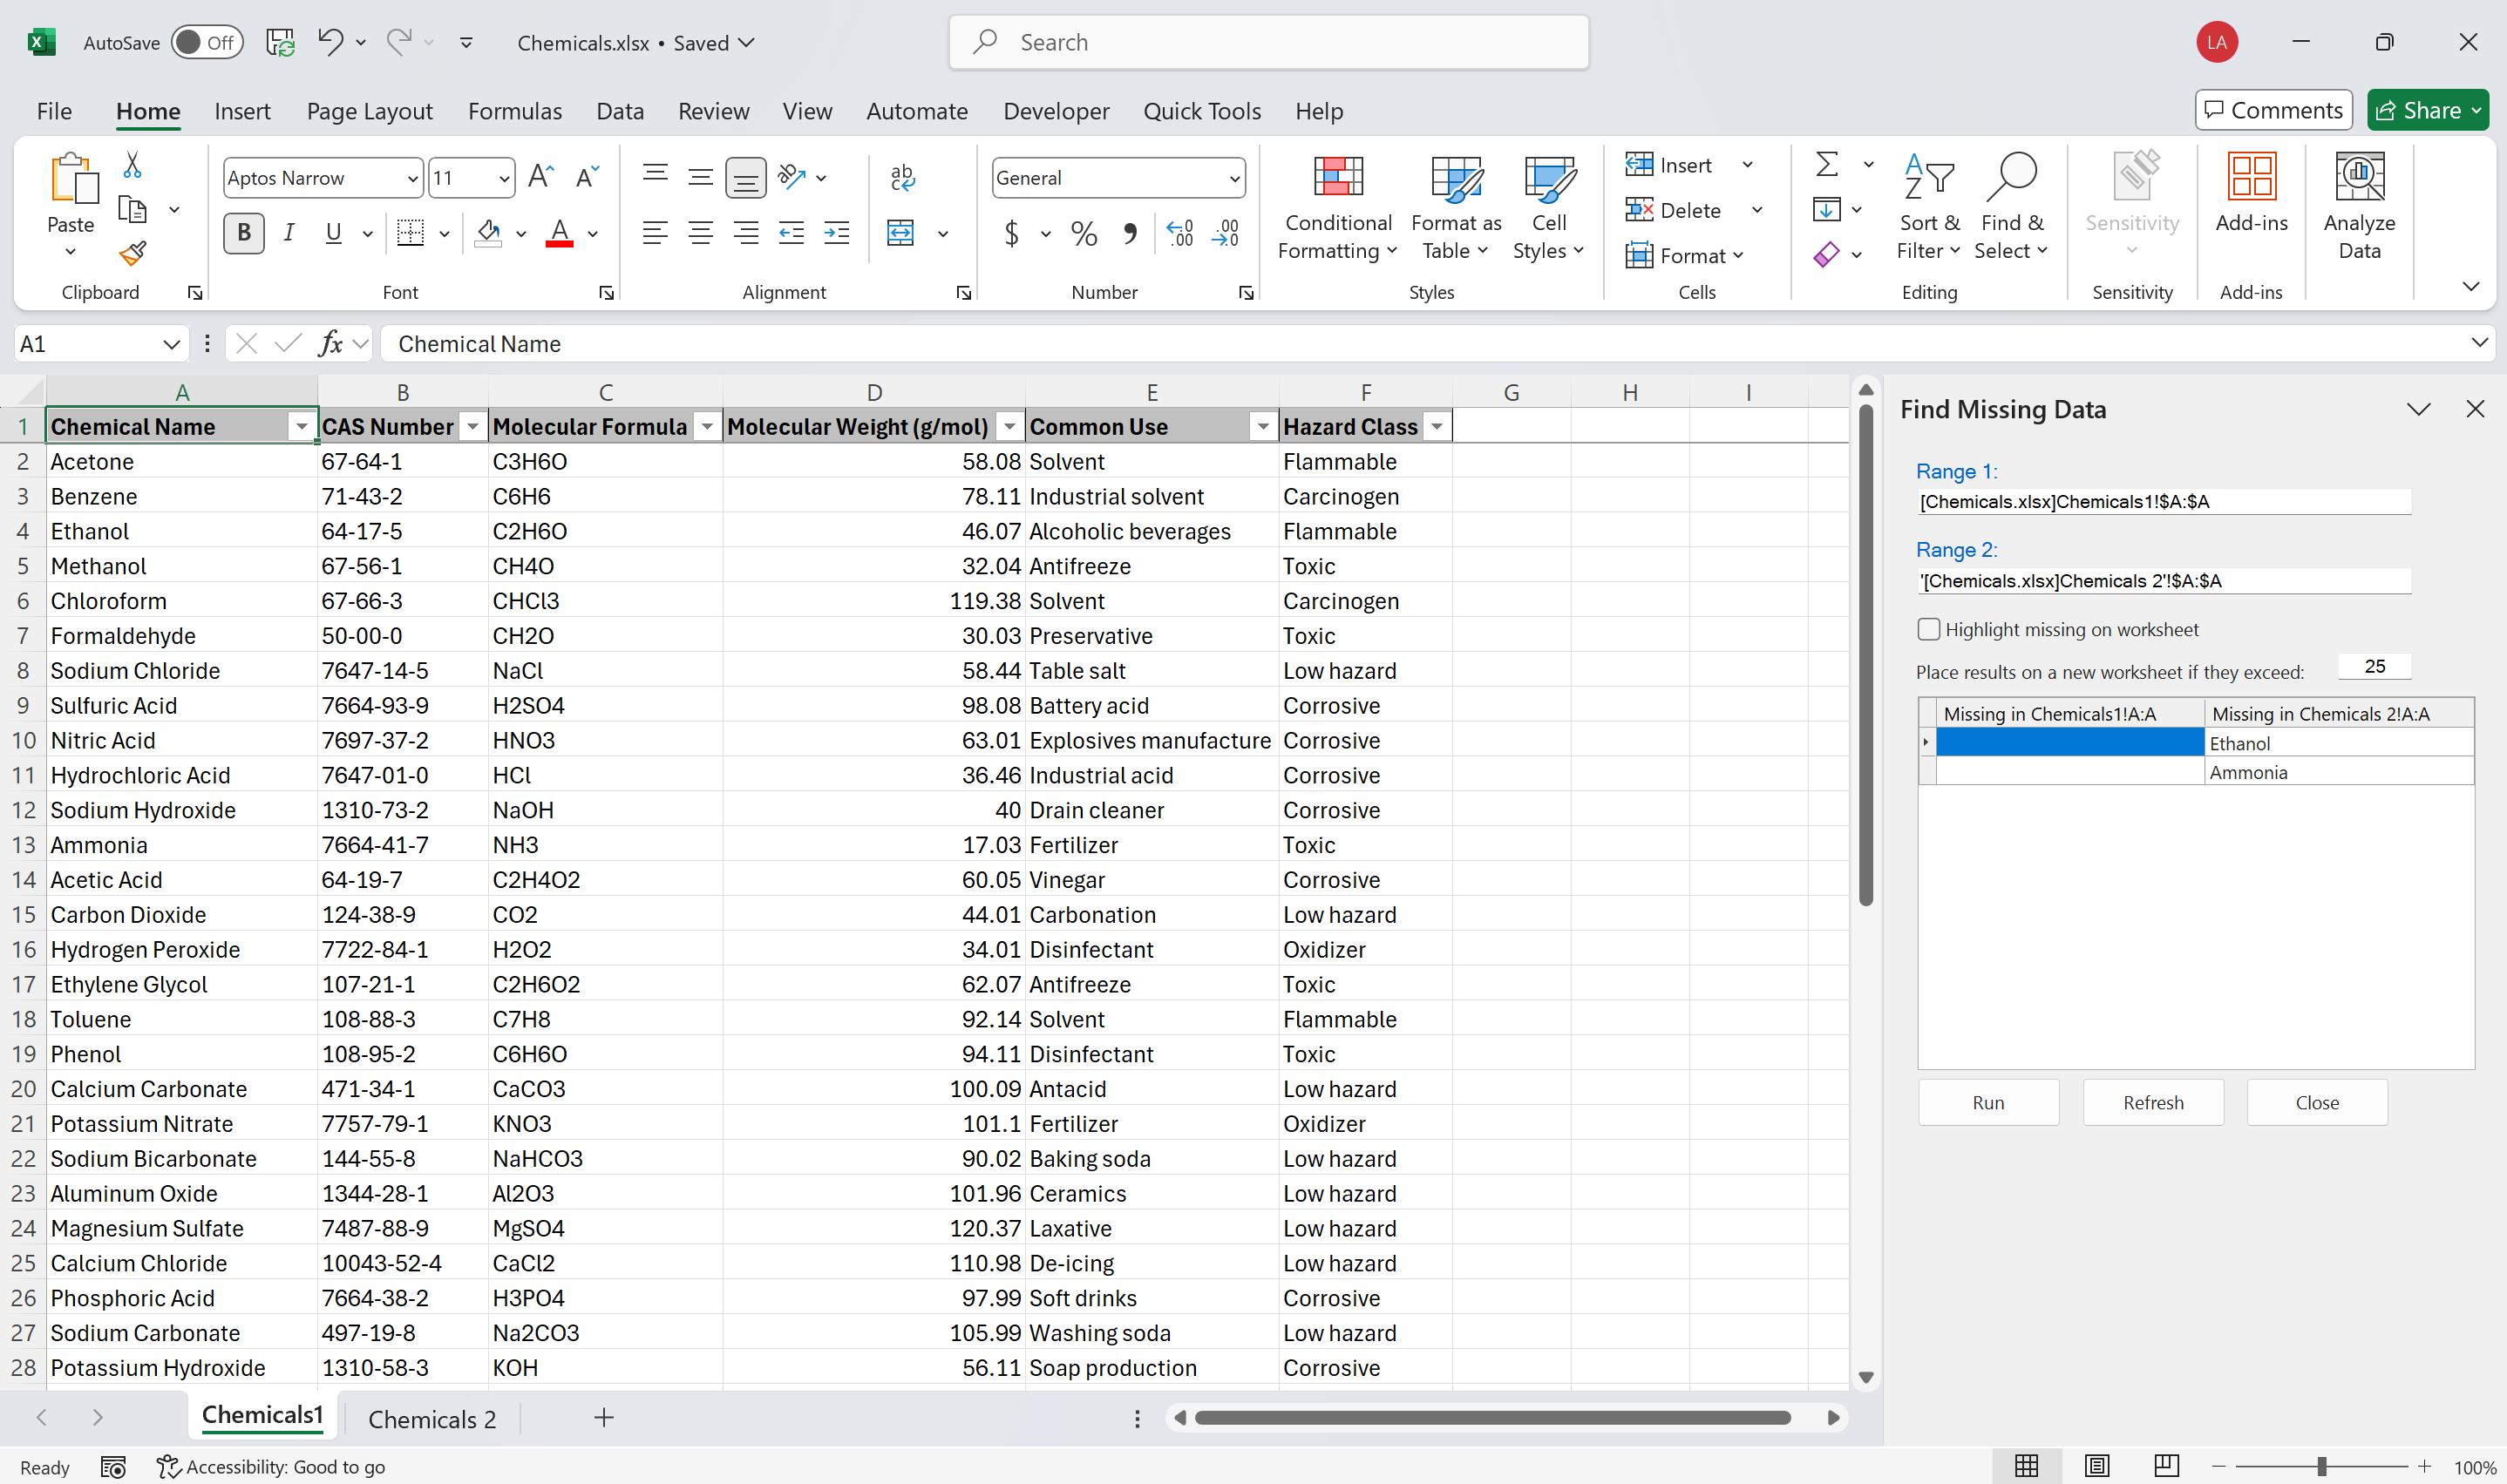 AutoSave Off Chemicals.xlsx • Saved Search LA
File Home Insert Page Layout Formulas Data Review View Automate Developer Quick Tools Help Comments Share
Paste
Clipboard
Aptos Narrow 11
B I U A
Font
ab
c
Alignment
General
$ % .00 .00
Number
Conditional Formatting
Format as Table
Cell Styles
Styles
Insert
Delete
Format
Cells
Sort & Filter
Find & Select
Editing
Sensitivity
Sensitivity
Add-ins
Add-ins
Analyze Data
A1 fx Chemical Name
A B C D E F G H I
1 Chemical Name CAS Number Molecular Formula Molecular Weight (g/mol) Common Use Hazard Class
2 Acetone 67-64-1 C3H6O 58.08 Solvent Flammable
3 Benzene 71-43-2 C6H6 78.11 Industrial solvent Carcinogen
4 Ethanol 64-17-5 C2H6O 46.07 Alcoholic beverages Flammable
5 Methanol 67-56-1 CH4O 32.04 Antifreeze Toxic
6 Chloroform 67-66-3 CHCl3 119.38 Solvent Carcinogen
7 Formaldehyde 50-00-0 CH2O 30.03 Preservative Toxic
8 Sodium Chloride 7647-14-5 NaCl 58.44 Table salt Low hazard
9 Sulfuric Acid 7664-93-9 H2SO4 98.08 Battery acid Corrosive
10 Nitric Acid 7697-37-2 HNO3 63.01 Explosives manufacture Corrosive
11 Hydrochloric Acid 7647-01-0 HCl 36.46 Industrial acid Corrosive
12 Sodium Hydroxide 1310-73-2 NaOH 40 Drain cleaner Corrosive
13 Ammonia 7664-41-7 NH3 17.03 Fertilizer Toxic
14 Acetic Acid 64-19-7 C2H4O2 60.05 Vinegar Corrosive
15 Carbon Dioxide 124-38-9 CO2 44.01 Carbonation Low hazard
16 Hydrogen Peroxide 7722-84-1 H2O2 34.01 Disinfectant Oxidizer
17 Ethylene Glycol 107-21-1 C2H6O2 62.07 Antifreeze Toxic
18 Toluene 108-88-3 C7H8 92.14 Solvent Flammable
19 Phenol 108-95-2 C6H6O 94.11 Disinfectant Toxic
20 Calcium Carbonate 471-34-1 CaCO3 100.09 Antacid Low hazard
21 Potassium Nitrate 7757-79-1 KNO3 101.1 Fertilizer Oxidizer
22 Sodium Bicarbonate 144-55-8 NaHCO3 90.02 Baking soda Low hazard
23 Aluminum Oxide 1344-28-1 Al2O3 101.96 Ceramics Low hazard
24 Magnesium Sulfate 7487-88-9 MgSO4 120.37 Laxative Low hazard
25 Calcium Chloride 10043-52-4 CaCl2 110.98 De-icing Low hazard
26 Phosphoric Acid 7664-38-2 H3PO4 97.99 Soft drinks Corrosive
27 Sodium Carbonate 497-19-8 Na2CO3 105.99 Washing soda Low hazard
28 Potassium Hydroxide 1310-58-3 KOH 56.11 Soap production Corrosive
Find Missing Data
Range 1:
[Chemicals.xlsx]Chemicals1!$A:$A
Range 2:
'[Chemicals.xlsx]Chemicals 2'!$A:$A
Highlight missing on worksheet
Place results on a new worksheet if they exceed: 25
Missing in Chemicals1!A:A Missing in Chemicals 2!A:A
Ethanol
Ammonia
Run Refresh Close
Chemicals1 Chemicals 2
Ready Accessibility: Good to go 100%